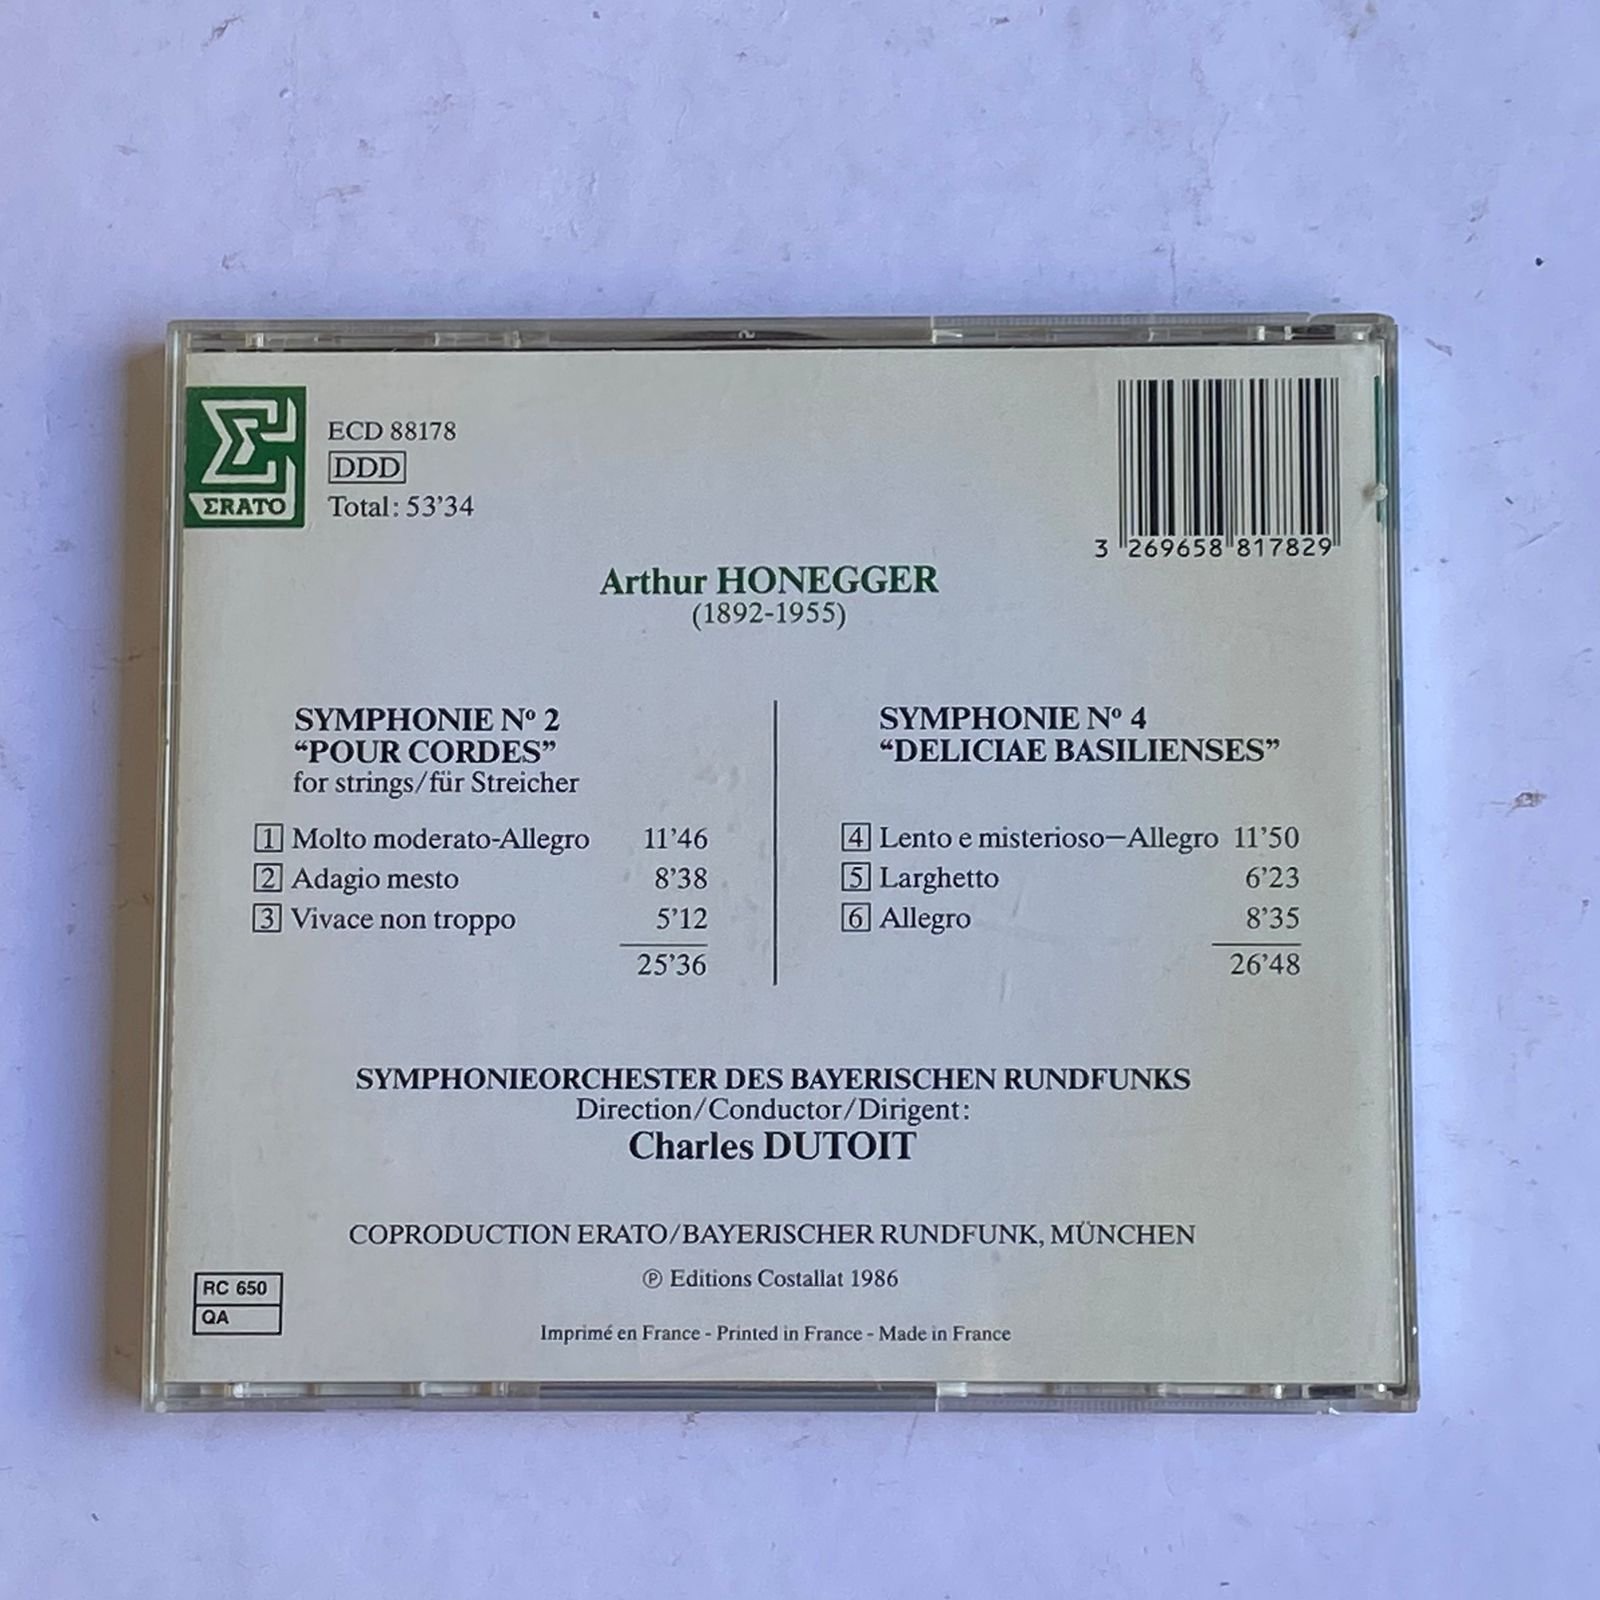 ΣRATO
ECD 88178
DDD
Total: 53'34
3 269658 817829
Arthur HONEGGER
(1892-1955)
SYMPHONIE Nº 2
“POUR CORDES”
for strings/für Streicher
1 Molto moderato-Allegro 11'46
2 Adagio mesto 8'38
3 Vivace non troppo 5'12
25'36
SYMPHONIE Nº 4
“DELICIAE BASILIENSES”
4 Lento e misterioso—Allegro 11'50
5 Larghetto 6'23
6 Allegro 8'35
26'48
SYMPHONIEORCHESTER DES BAYERISCHEN RUNDFUNKS
Direction/Conductor/Dirigent:
Charles DUTOIT
COPRODUCTION ERATO/BAYERISCHER RUNDFUNK, MÜNCHEN
℗ Editions Costallat 1986
RC 650
QA
Imprimé en France - Printed in France - Made in France